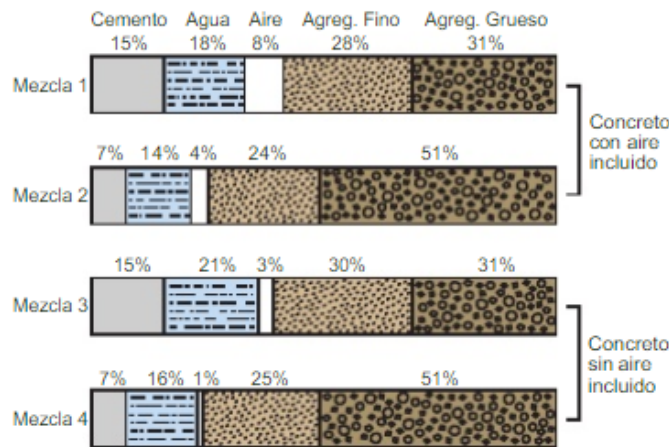 Cemento Agua Aire Agreg. Fino Agreg. Grueso
15% 18% 8% 28% 31%
Mezcla 1
Concreto
con aire
incluido
7% 14% 4% 24% 51%
Mezcla 2
15% 21% 3% 30% 31%
Mezcla 3
Concreto
sin aire
incluido
7% 16% 1% 25% 51%
Mezcla 4